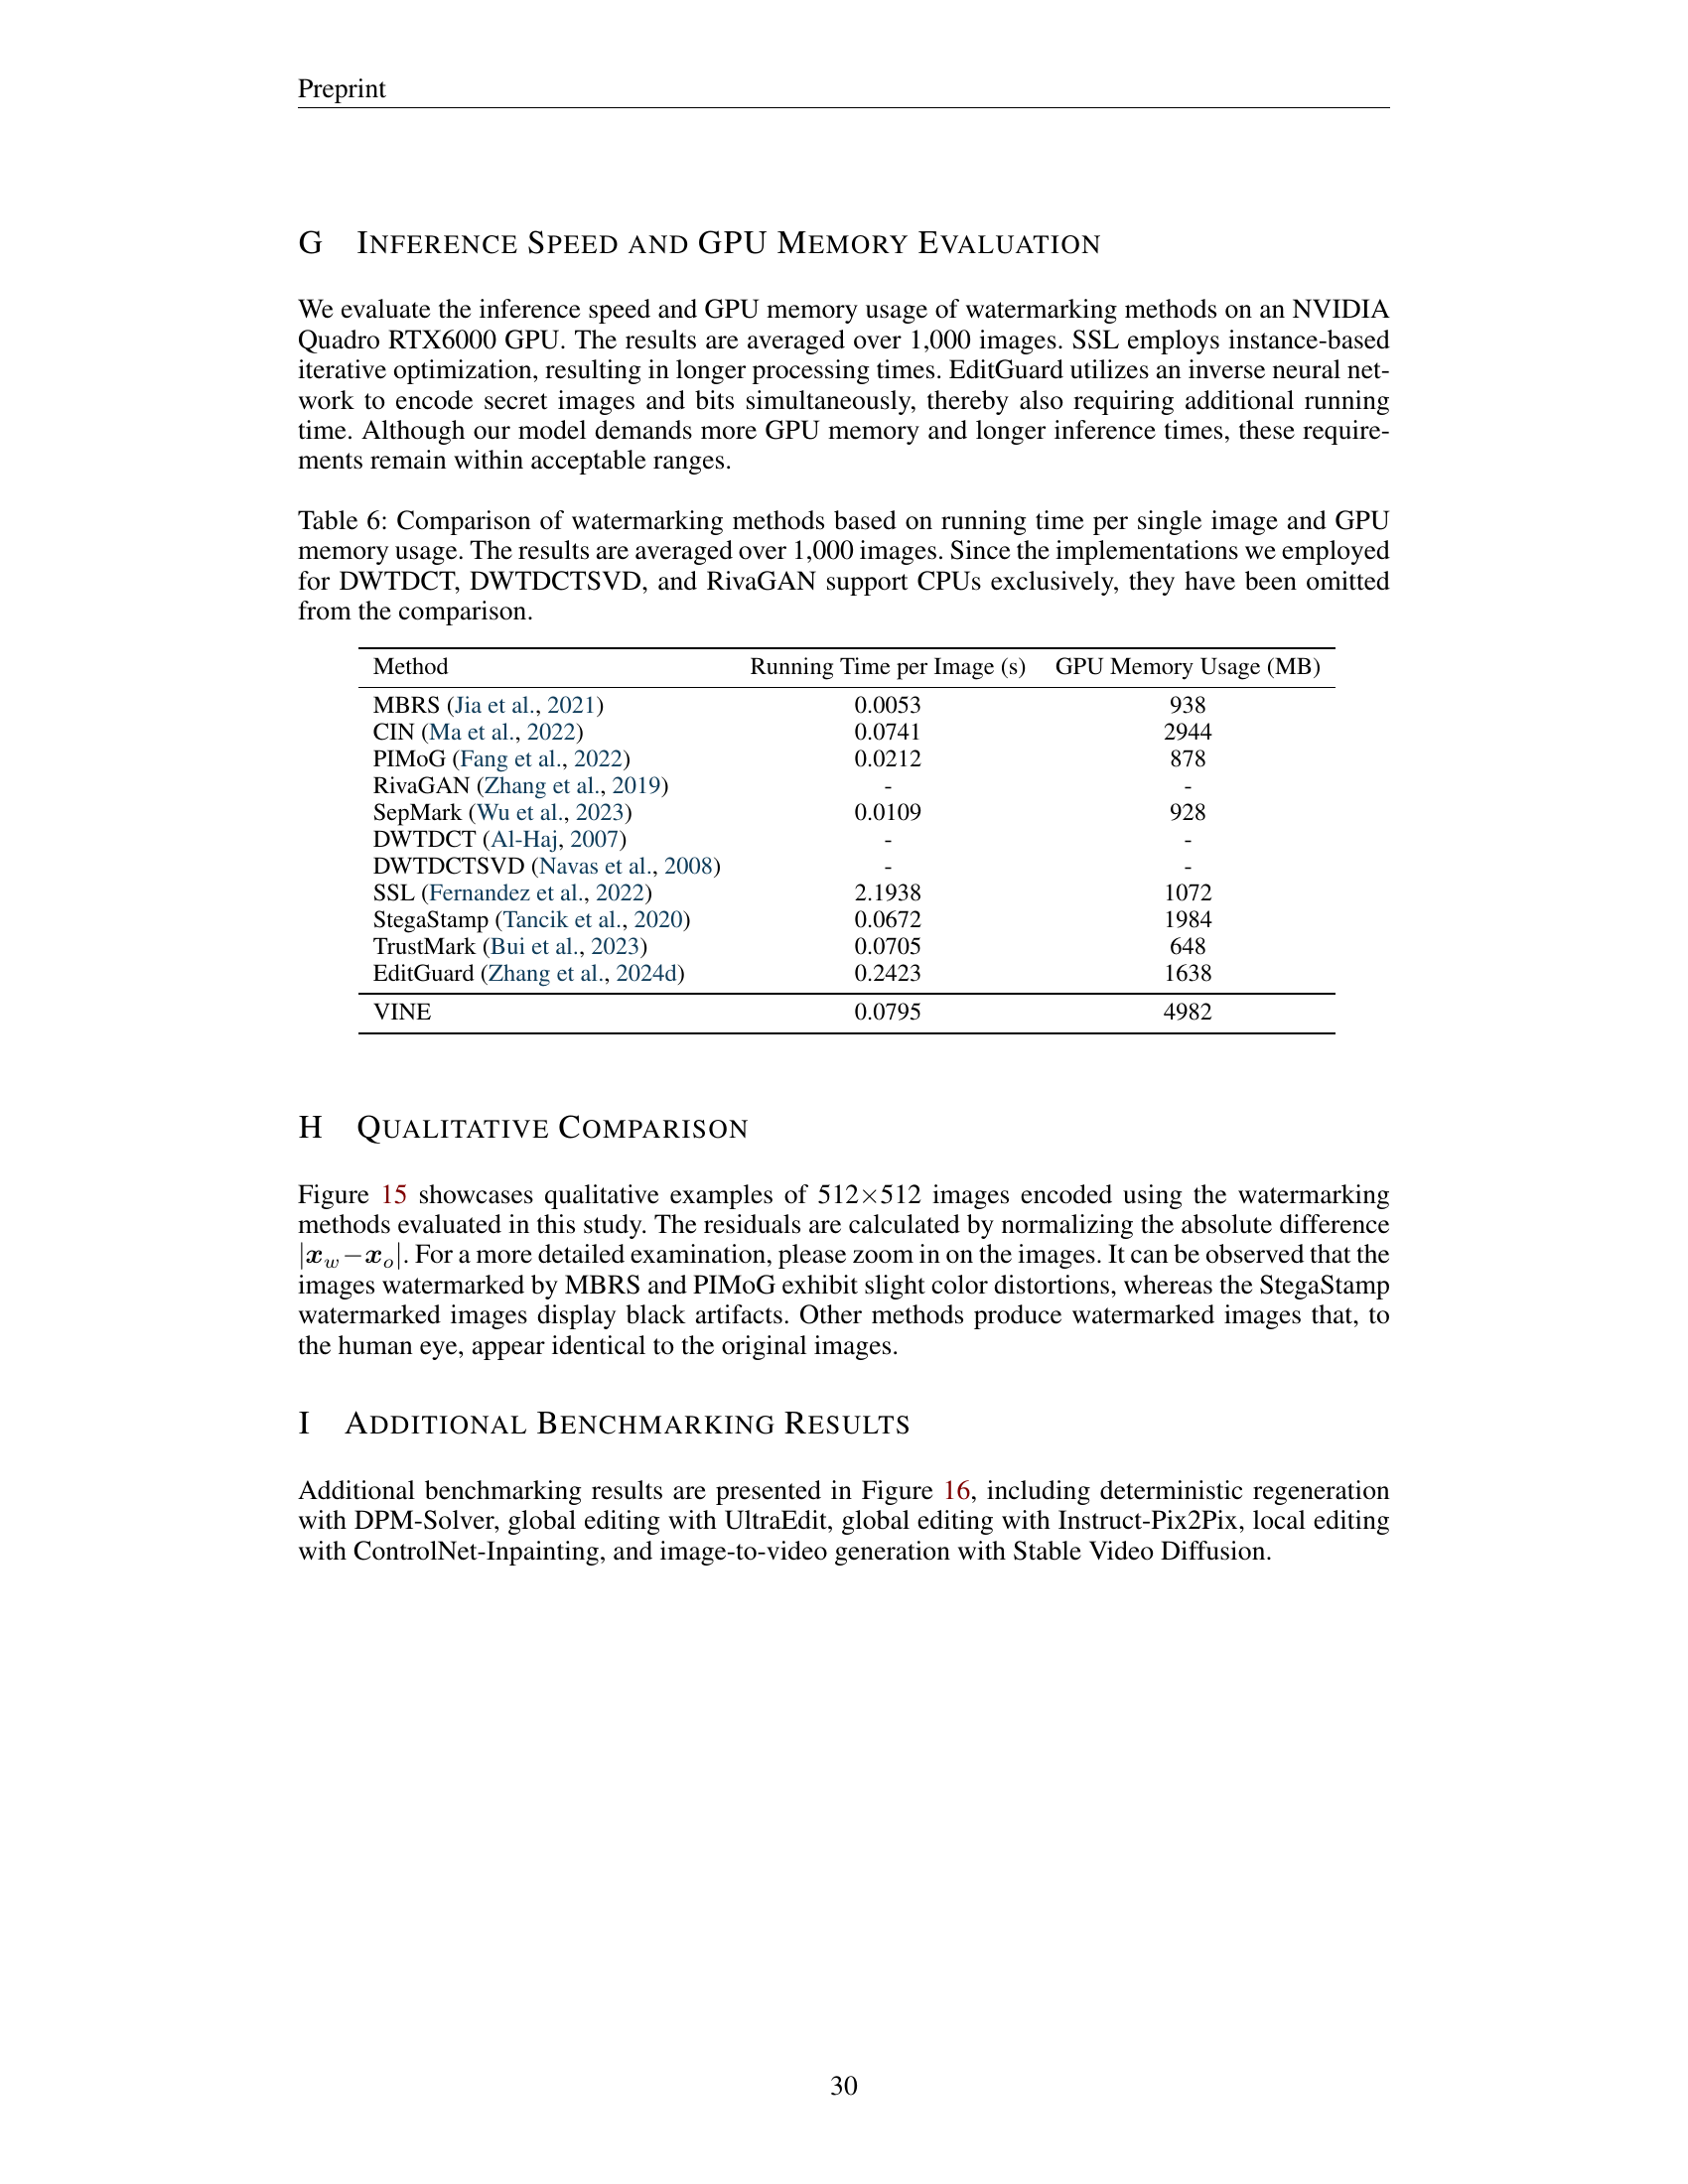 Preprint
G INFERENCE SPEED AND GPU MEMORY EVALUATION
We evaluate the inference speed and GPU memory usage of watermarking methods on an NVIDIA
Quadro RTX6000 GPU. The results are averaged over 1,000 images. SSL employs instance-based
iterative optimization, resulting in longer processing times. EditGuard utilizes an inverse neural net-
work to encode secret images and bits simultaneously, thereby also requiring additional running
time. Although our model demands more GPU memory and longer inference times, these require-
ments remain within acceptable ranges.
Table 6: Comparison of watermarking methods based on running time per single image and GPU
memory usage. The results are averaged over 1,000 images. Since the implementations we employed
for DWTDCT, DWTDCTSVD, and RivaGAN support CPUs exclusively, they have been omitted
from the comparison.
Method Running Time per Image (s) GPU Memory Usage (MB)
MBRS (Jia et al., 2021) 0.0053 938
CIN (Ma et al., 2022) 0.0741 2944
PIMoG (Fang et al., 2022) 0.0212 878
RivaGAN (Zhang et al., 2019) - -
SepMark (Wu et al., 2023) 0.0109 928
DWTDCT (Al-Haj, 2007) - -
DWTDCTSVD (Navas et al., 2008) - -
SSL (Fernandez et al., 2022) 2.1938 1072
StegaStamp (Tancik et al., 2020) 0.0672 1984
TrustMark (Bui et al., 2023) 0.0705 648
EditGuard (Zhang et al., 2024d) 0.2423 1638
VINE 0.0795 4982
H QUALITATIVE COMPARISON
Figure 15 showcases qualitative examples of 512×512 images encoded using the watermarking
methods evaluated in this study. The residuals are calculated by normalizing the absolute difference
|x_w−x_o|. For a more detailed examination, please zoom in on the images. It can be observed that the
images watermarked by MBRS and PIMoG exhibit slight color distortions, whereas the StegaStamp
watermarked images display black artifacts. Other methods produce watermarked images that, to
the human eye, appear identical to the original images.
I ADDITIONAL BENCHMARKING RESULTS
Additional benchmarking results are presented in Figure 16, including deterministic regeneration
with DPM-Solver, global editing with UltraEdit, global editing with Instruct-Pix2Pix, local editing
with ControlNet-Inpainting, and image-to-video generation with Stable Video Diffusion.
30